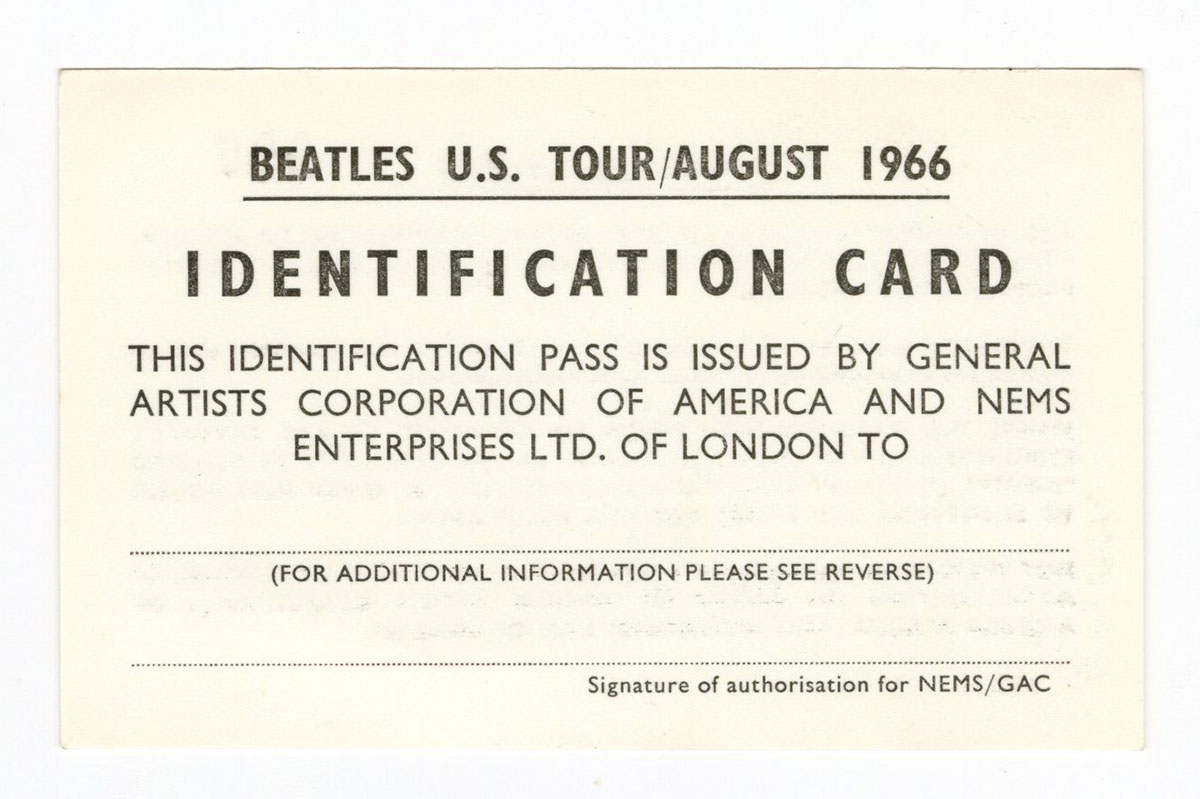 BEATLES U.S. TOUR/AUGUST 1966
IDENTIFICATION CARD
THIS IDENTIFICATION PASS IS ISSUED BY GENERAL
ARTISTS CORPORATION OF AMERICA AND NEMS
ENTERPRISES LTD. OF LONDON TO
(FOR ADDITIONAL INFORMATION PLEASE SEE REVERSE)
Signature of authorisation for NEMS/GAC